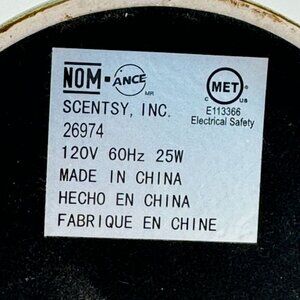 NOM-ANCE
MR
MET
C US
E113366
Electrical Safety
SCENTSY, INC.
26974
120V 60Hz 25W
MADE IN CHINA
HECHO EN CHINA
FABRIQUE EN CHINE